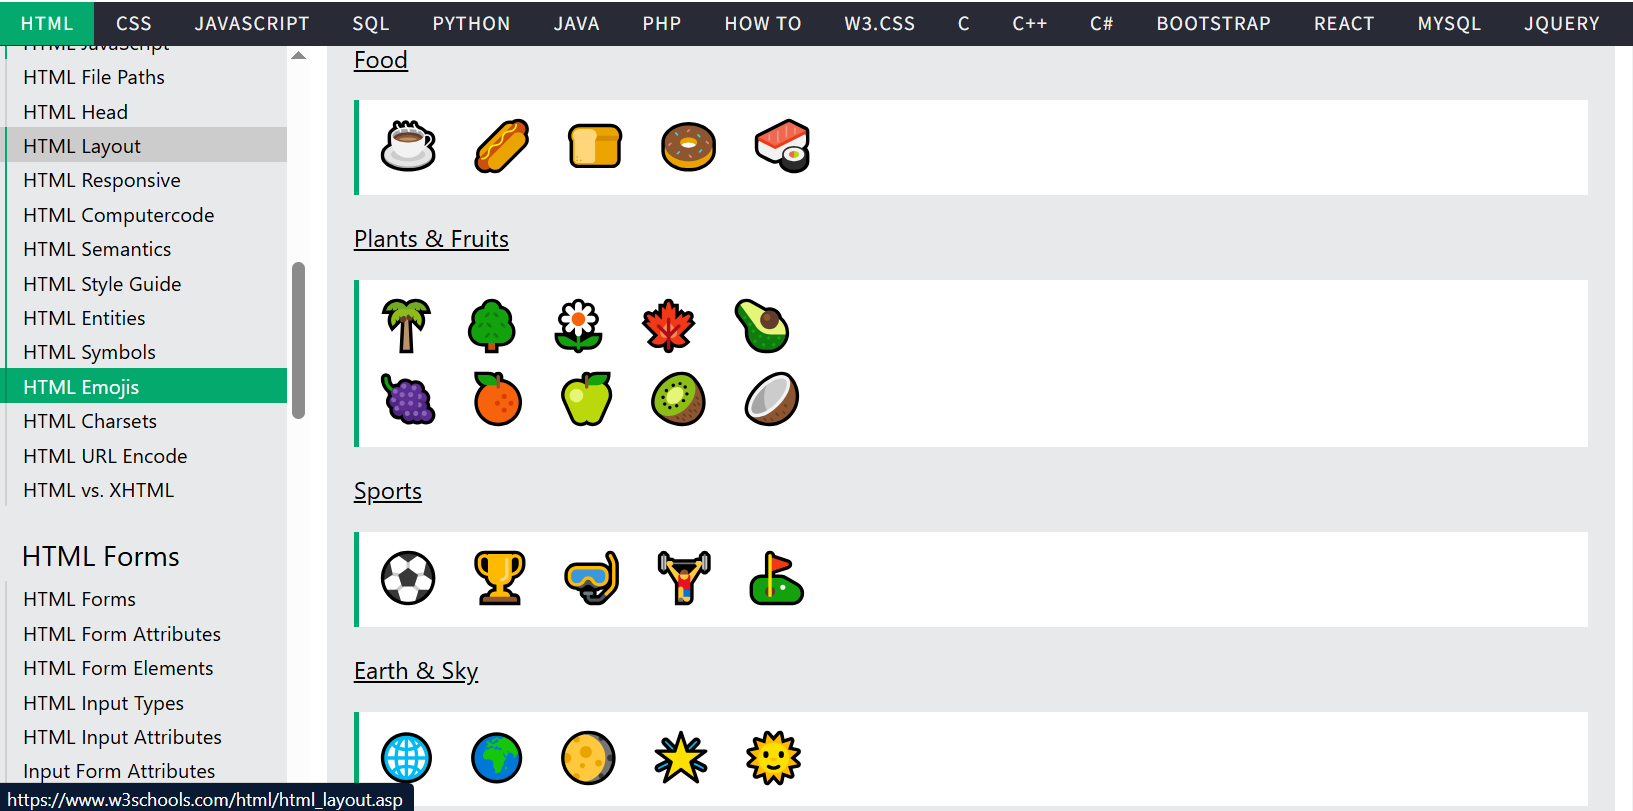 HTML CSS JAVASCRIPT SQL PYTHON JAVA PHP HOW TO W3.CSS C C++ C# BOOTSTRAP REACT MYSQL JQUERY
HTML JavaScript
HTML File Paths
HTML Head
HTML Layout
HTML Responsive
HTML Computercode
HTML Semantics
HTML Style Guide
HTML Entities
HTML Symbols
HTML Emojis
HTML Charsets
HTML URL Encode
HTML vs. XHTML
HTML Forms
HTML Forms
HTML Form Attributes
HTML Form Elements
HTML Input Types
HTML Input Attributes
Input Form Attributes
https://www.w3schools.com/html/html_layout.asp
Food
Plants & Fruits
Sports
Earth & Sky